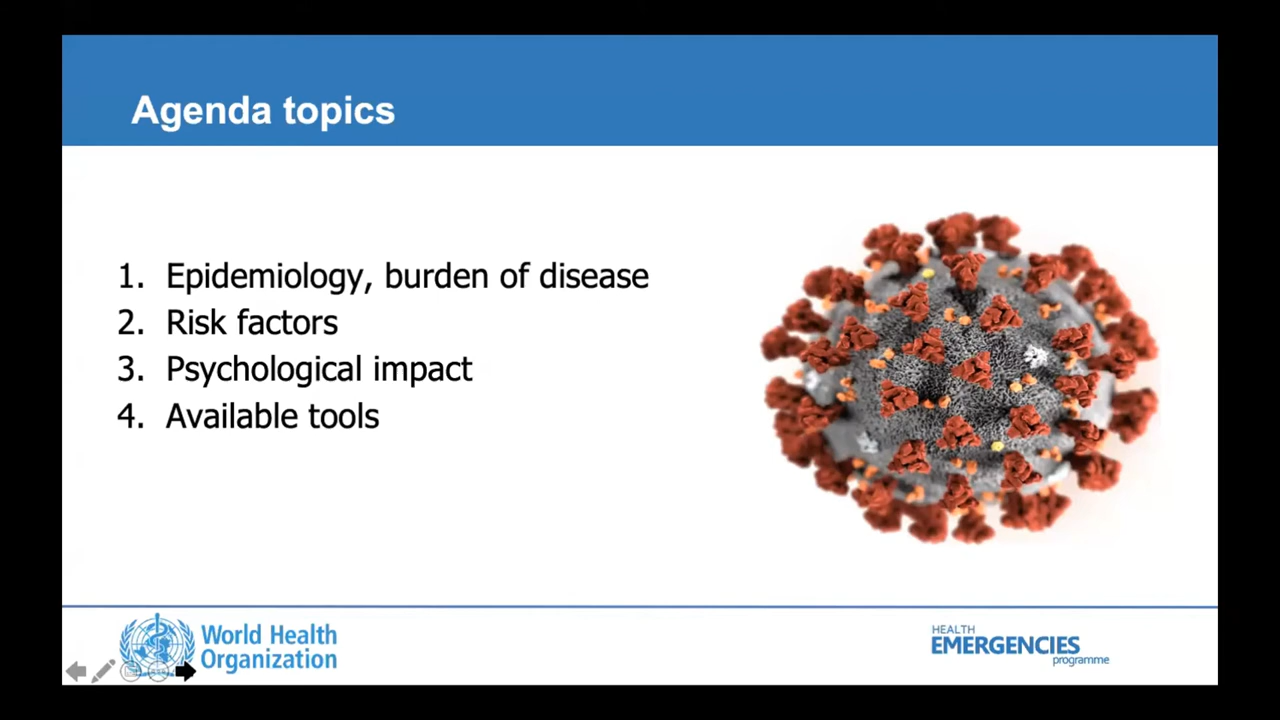 Agenda topics
1. Epidemiology, burden of disease
2. Risk factors
3. Psychological impact
4. Available tools
World Health
Organization
HEALTH
EMERGENCIES
programme